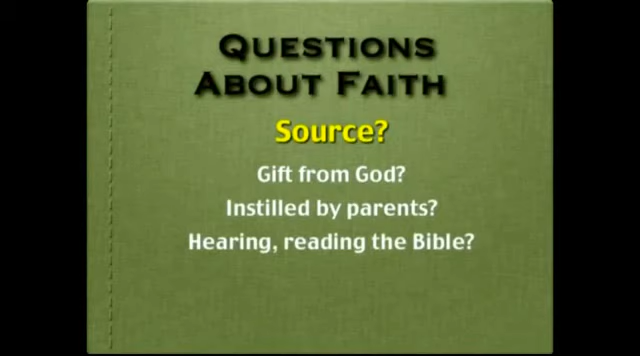 Questions
About Faith
Source?
Gift from God?
Instilled by parents?
Hearing, reading the Bible?